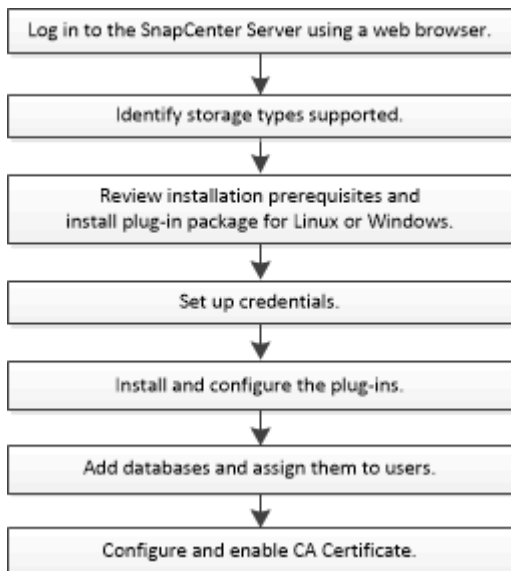 Log in to the SnapCenter Server using a web browser.
Identify storage types supported.
Review installation prerequisites and
install plug-in package for Linux or Windows.
Set up credentials.
Install and configure the plug-ins.
Add databases and assign them to users.
Configure and enable CA Certificate.